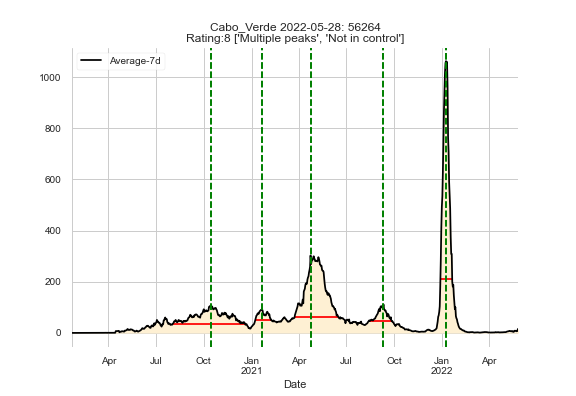 Cabo_Verde 2022-05-28: 56264
Rating:8 ['Multiple peaks', 'Not in control']
Average-7d
1000
800
600
400
200
0
Apr Jul Oct Jan Apr Jul Oct Jan Apr
2021 2022
Date